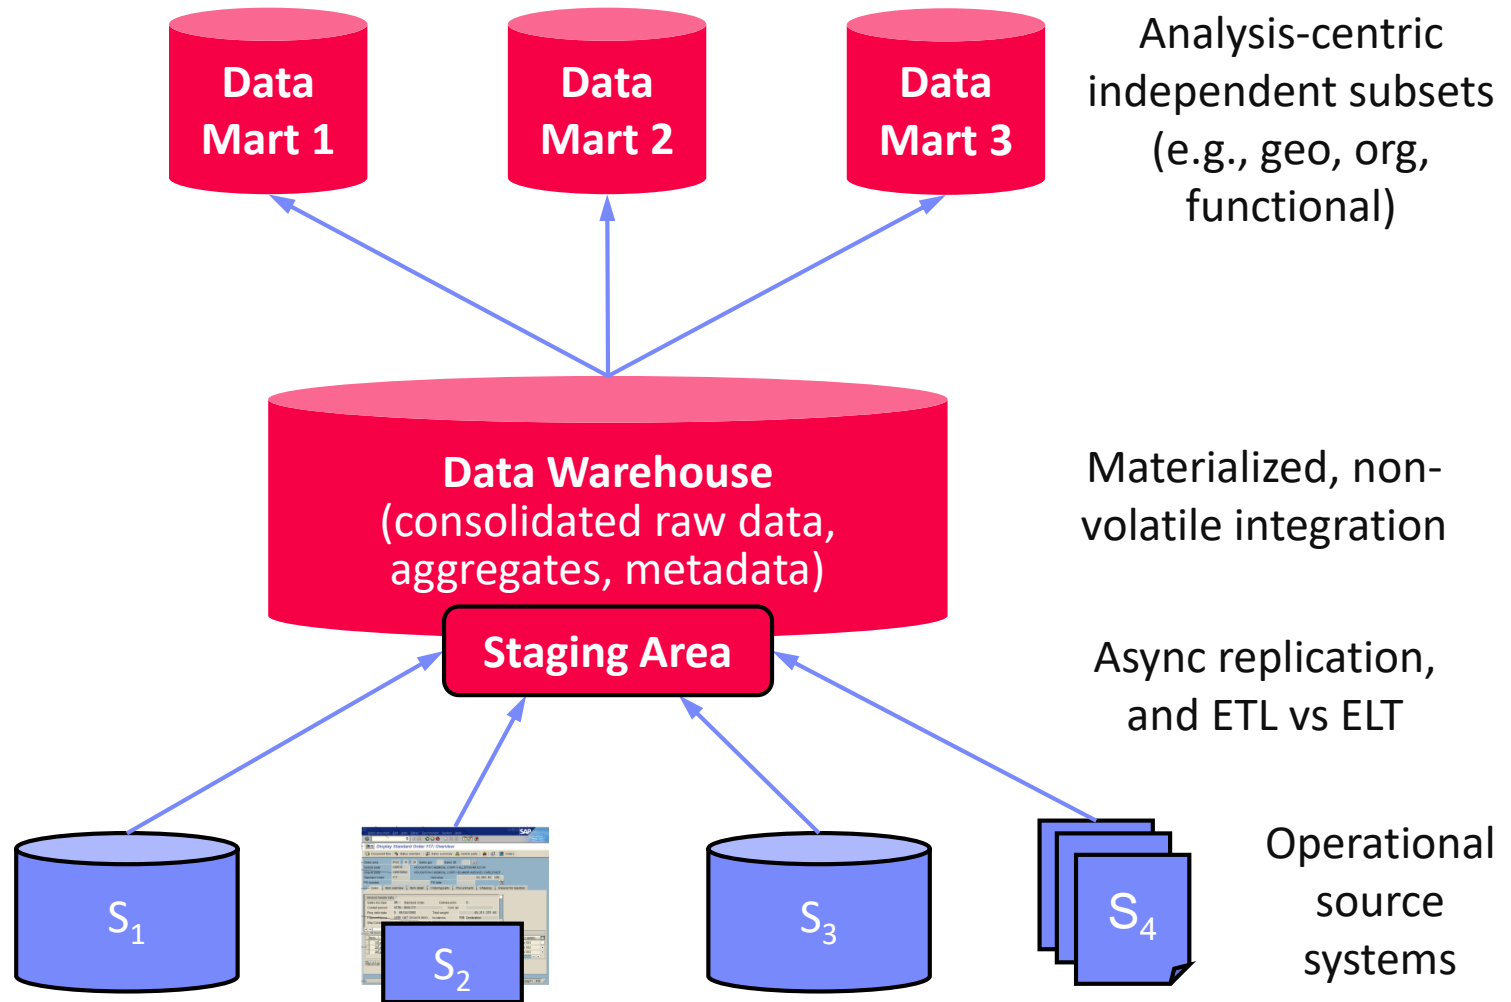 Data
Mart 1
Data
Mart 2
Data
Mart 3
Analysis-centric
independent subsets
(e.g., geo, org,
functional)
Data Warehouse
(consolidated raw data,
aggregates, metadata)
Materialized, non-
volatile integration
Staging Area
Async replication,
and ETL vs ELT
S₁
SAP
S₂
S₃
S₄
Operational
source
systems